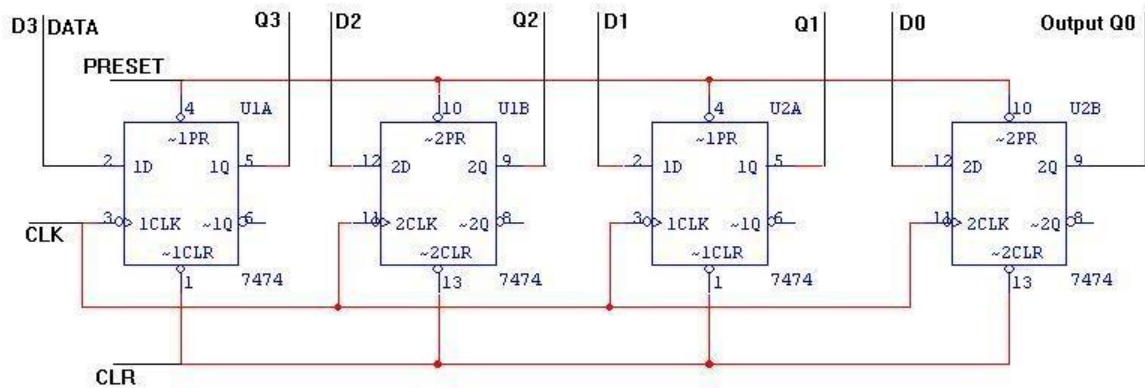 D3 DATA Q3 D2 Q2 D1 Q1 D0 Output Q0
PRESET
4 U1A 10 U1B 4 U2A 10 U2B
~1PR ~2PR ~1PR ~2PR
2 1D 1Q 5 12 2D 2Q 9 2 1D 1Q 5 12 2D 2Q 9
3 1CLK ~1Q 6 11 2CLK ~2Q 8 3 1CLK ~1Q 6 11 2CLK ~2Q 8
CLK
~1CLR ~2CLR ~1CLR ~2CLR
1 7474 13 7474 1 7474 13 7474
CLR